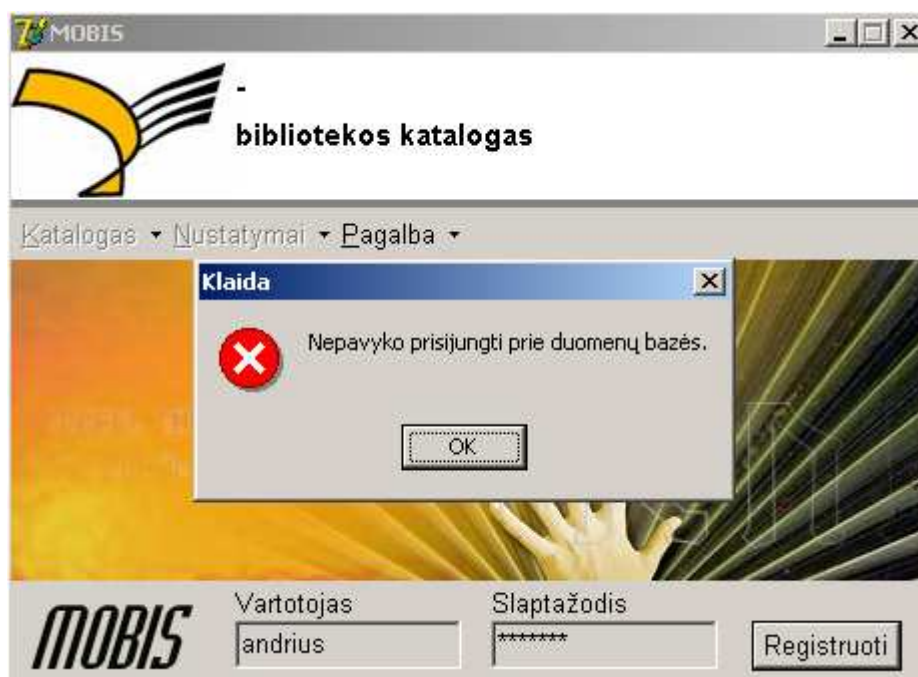 MOBIS
-
bibliotekos katalogas
Katalogas Nustatymai Pagalba
Klaida
Nepavyko prisijungti prie duomenų bazės.
OK
MOBIS
Vartotojas Slaptažodis
andrius *******
Registruoti